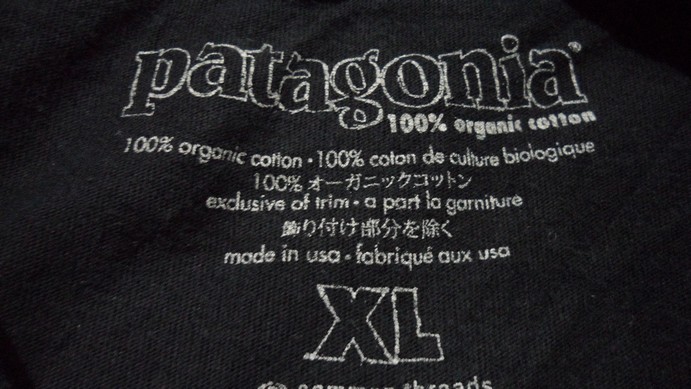 patagonia®
100% organic cotton
100% organic cotton • 100% coton de culture biologique
100% オーガニックコットン
exclusive of trim • a part la garniture
飾り付け部分を除く
made in usa • fabriqué aux usa
XL
common threads